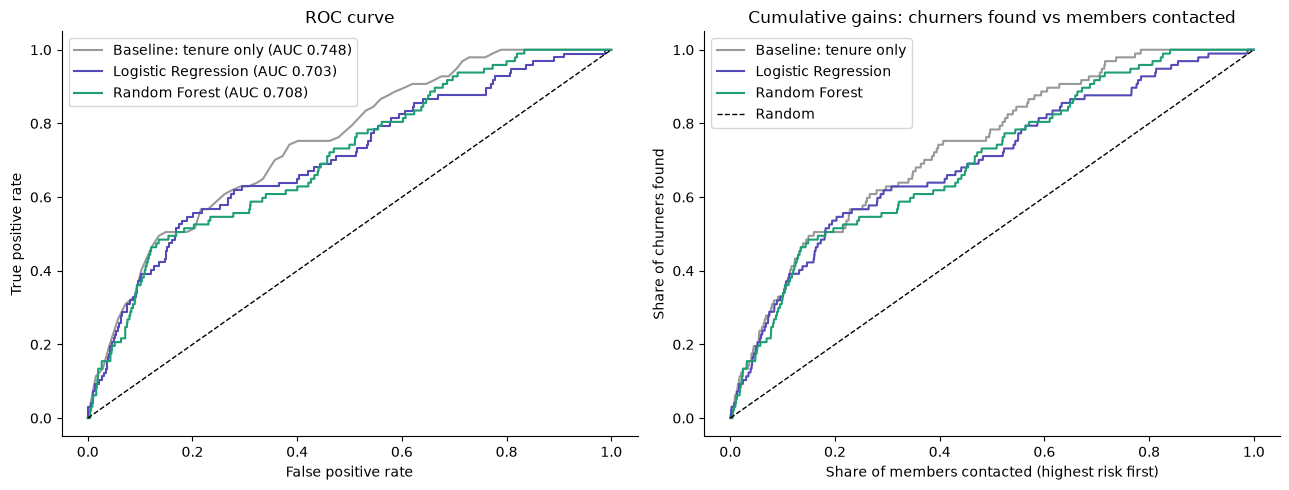 ROC curve
Baseline: tenure only (AUC 0.748)
Logistic Regression (AUC 0.703)
Random Forest (AUC 0.708)
True positive rate
1.0
0.8
0.6
0.4
0.2
0.0
0.0 0.2 0.4 0.6 0.8 1.0
False positive rate
Cumulative gains: churners found vs members contacted
Baseline: tenure only
Logistic Regression
Random Forest
Random
Share of churners found
1.0
0.8
0.6
0.4
0.2
0.0
0.0 0.2 0.4 0.6 0.8 1.0
Share of members contacted (highest risk first)